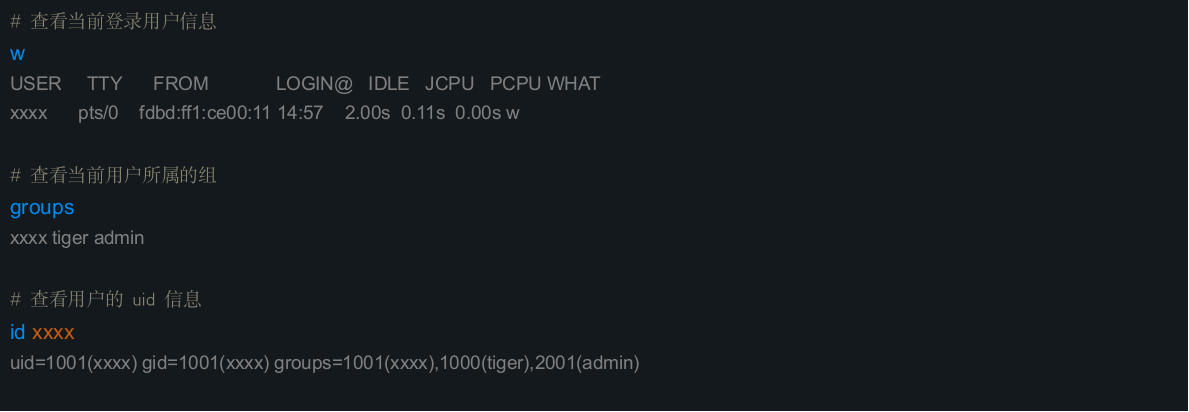 # 查看当前登录用户信息
w
USER TTY FROM LOGIN@ IDLE JCPU PCPU WHAT
xxxx pts/0 fdbd:ff1:ce00:11 14:57 2.00s 0.11s 0.00s w
# 查看当前用户所属的组
groups
xxxx tiger admin
# 查看用户的 uid 信息
id xxxx
uid=1001(xxxx) gid=1001(xxxx) groups=1001(xxxx),1000(tiger),2001(admin)